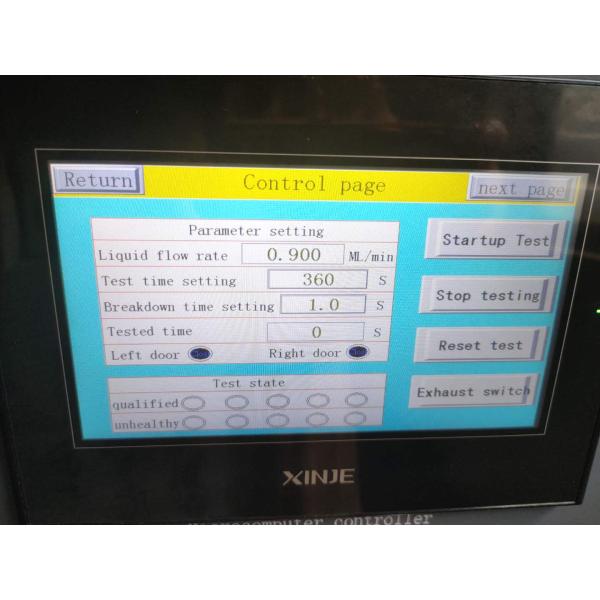 Return Control page next page
Parameter setting
Liquid flow rate 0.900 ML/min
Test time setting 360 S
Breakdown time setting 1.0 S
Tested time 0 S
Left door Right door
Test state
qualified
unhealthy
Startup Test
Stop testing
Reset test
Exhaust switch
XINJE
controller